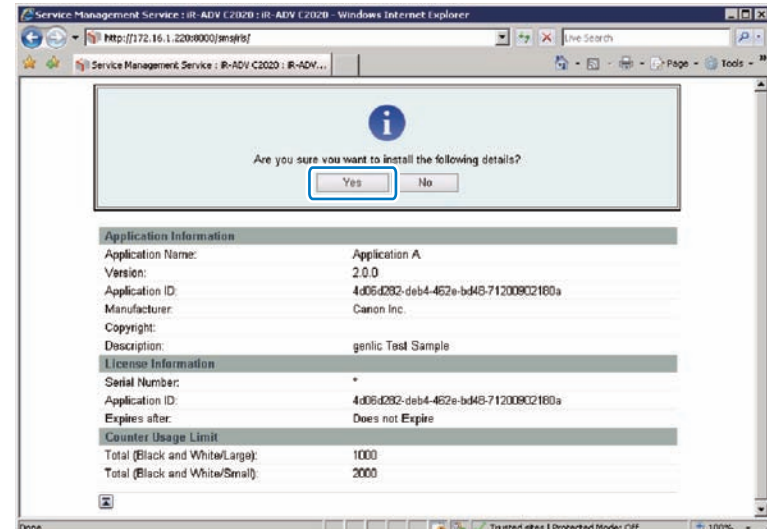 Service Management Service : iR-ADV C2020 : iR-ADV C2020 - Windows Internet Explorer
http://172.16.1.220:8000/sms/rls/
Live Search
Service Management Service : iR-ADV C2020 : iR-ADV...
Page
Tools
Are you sure you want to install the following details?
Yes No
Application Information
Application Name: Application A
Version: 2.0.0
Application ID: 4d06d282-deb4-462e-bd48-71200902180a
Manufacturer: Canon Inc.
Copyright:
Description: genlic Test Sample
License Information
Serial Number: *
Application ID: 4d06d282-deb4-462e-bd48-71200902180a
Expires after: Does not Expire
Counter Usage Limit
Total (Black and White/Large): 1000
Total (Black and White/Small): 2000
Done
Trusted sites | Protected Mode: Off
100%